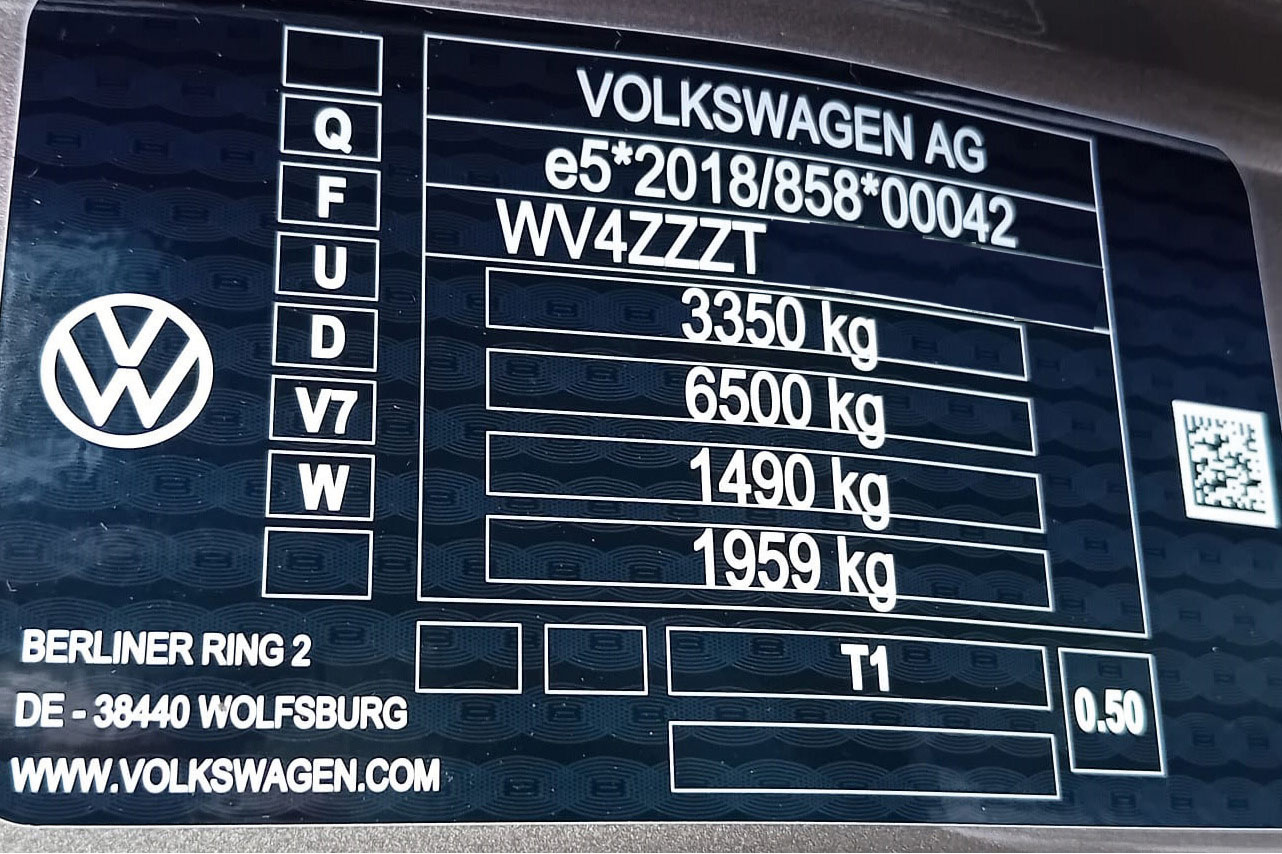 VOLKSWAGEN AG
e5*2018/858*00042
WV4ZZZT
3350 kg
6500 kg
1490 kg
1959 kg
Q
F
U
D
V7
W
T1
0.50
BERLINER RING 2
DE - 38440 WOLFSBURG
WWW.VOLKSWAGEN.COM